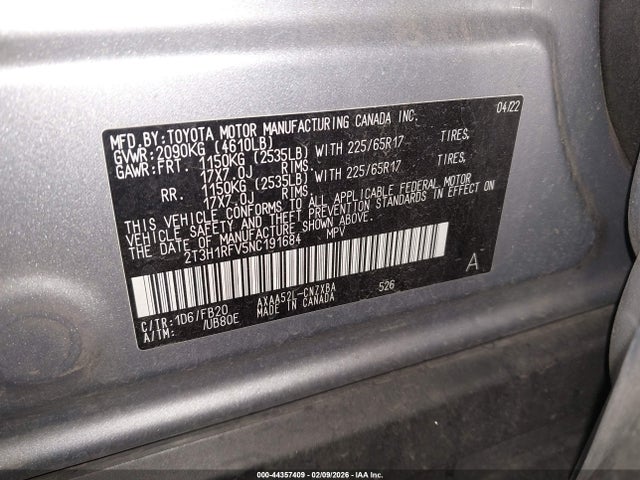 MFD.BY:TOYOTA MOTOR MANUFACTURING CANADA INC. 04/22
GVWR:2090KG (4610LB)
GAWR:FRT. 1150KG (2535LB) WITH 225/65R17 TIRES,
17X7.0J RIMS
RR. 1150KG (2535LB) WITH 225/65R17 TIRES,
17X7.0J RIMS
THIS VEHICLE CONFORMS TO ALL APPLICABLE FEDERAL MOTOR
VEHICLE SAFETY AND THEFT PREVENTION STANDARDS IN EFFECT
ON THE DATE OF MANUFACTURE SHOWN ABOVE.
2T3H1RFV5NC191684 MPV
A
C/TR:1D6/FB20 AXAA52L-CNZXBA 526
A/TM: /UB80E MADE IN CANADA
000-44357409 - 02/09/2026 - IAA Inc.